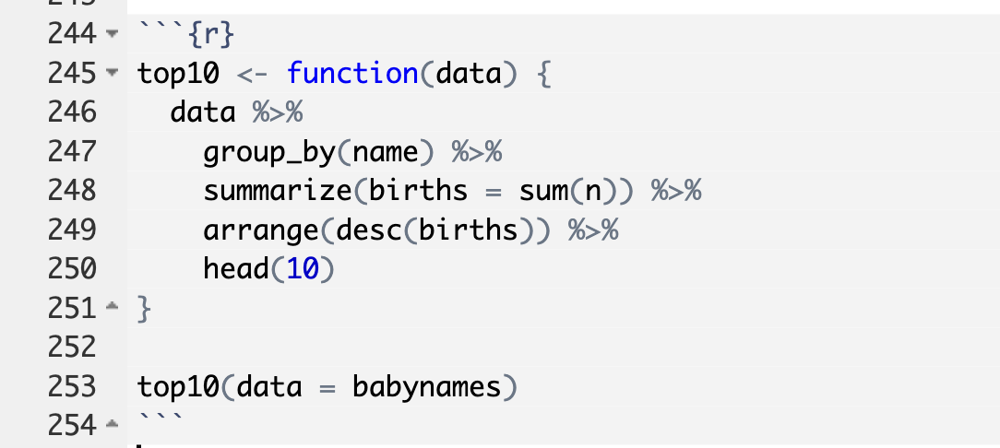 244 ```{r}
245 top10 <- function(data) {
246   data %>%
247     group_by(name) %>%
248     summarize(births = sum(n)) %>%
249     arrange(desc(births)) %>%
250     head(10)
251 }
252
253 top10(data = babynames)
254 ```